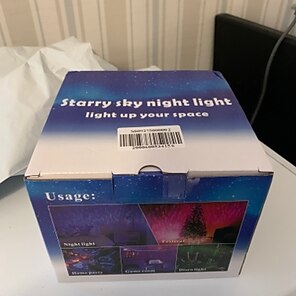 Starry sky night light
light up your space
Usage:
Night light
Festival
Home party
Game room
Disco light